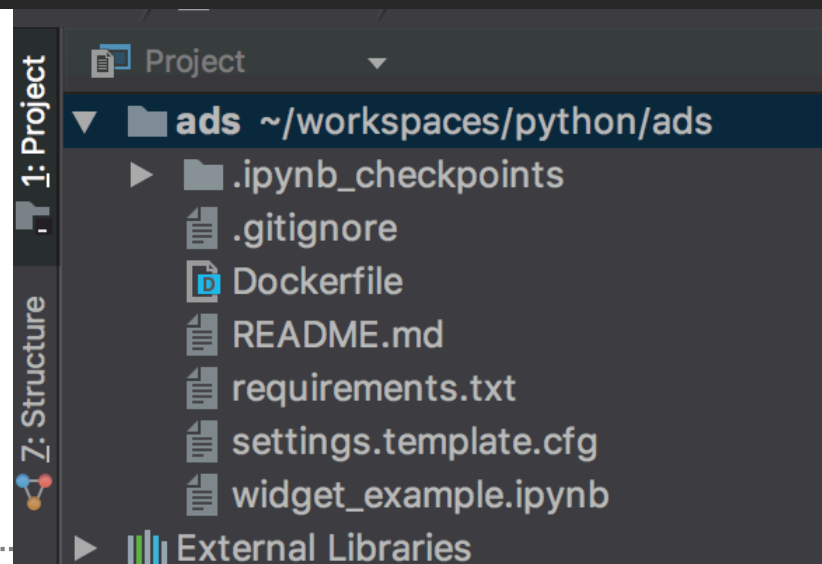 Project
1: Project
ads ~/workspaces/python/ads
.ipynb_checkpoints
.gitignore
D Dockerfile
README.md
requirements.txt
settings.template.cfg
widget_example.ipynb
External Libraries
7: Structure